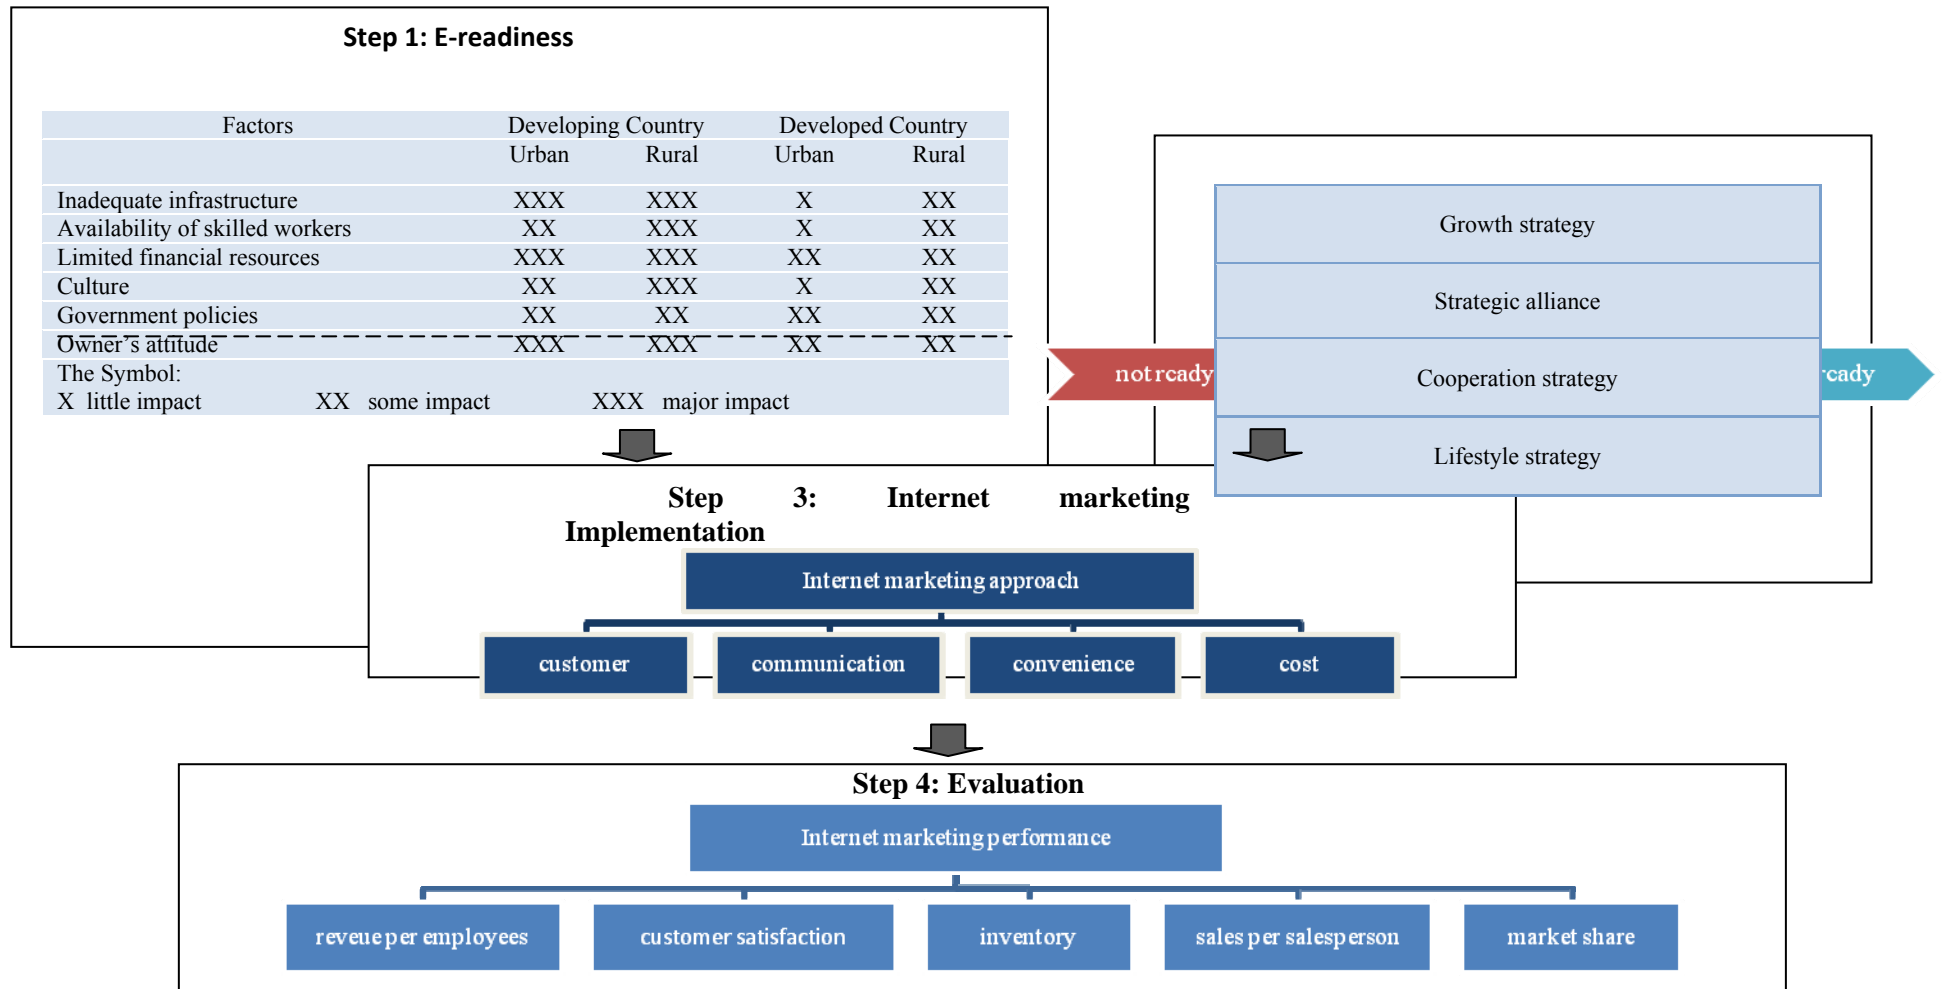 Step 1: E-readiness
Factors Developing Country Developed Country
Urban Rural Urban Rural
Inadequate infrastructure XXX XXX X XX
Availability of skilled workers XX XXX X XX
Limited financial resources XXX XXX XX XX
Culture XX XXX X XX
Government policies XX XX XX XX
Owner's attitude XXX XXX XX XX
The Symbol:
X little impact XX some impact XXX major impact
not ready
Growth strategy
Strategic alliance
Cooperation strategy
Lifestyle strategy
eady
Step 3: Internet marketing
Implementation
Internet marketing approach
customer communication convenience cost
Step 4: Evaluation
Internet marketing performance
reveue per employees customer satisfaction inventory sales per salesperson market share